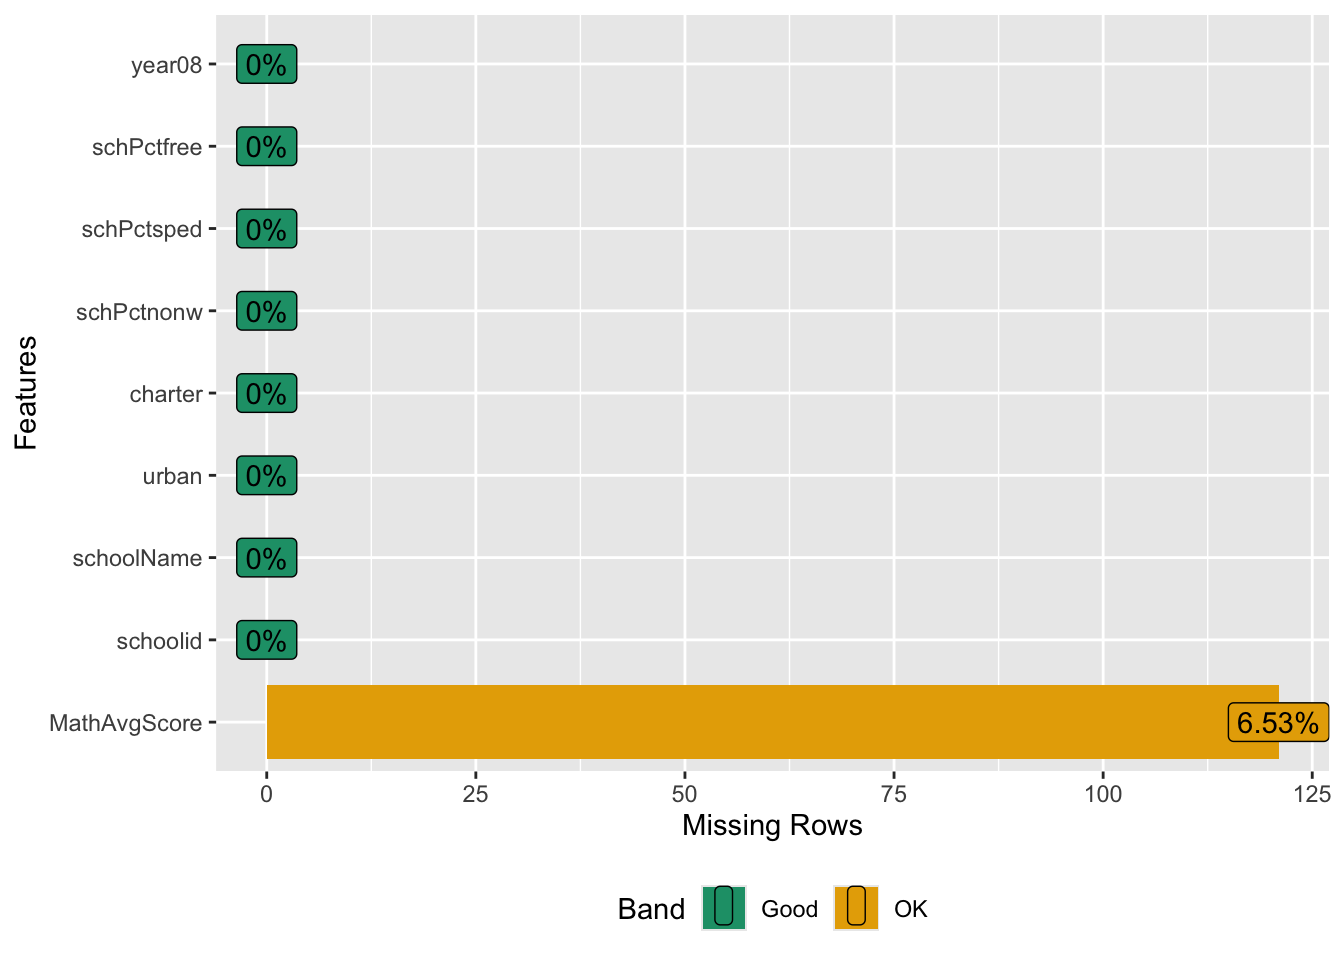 Features
year08 0%
schPctfree 0%
schPctsped 0%
schPctnonw 0%
charter 0%
urban 0%
schoolName 0%
schoolid 0%
MathAvgScore 6.53%
0 25 50 75 100 125
Missing Rows
Band Good OK